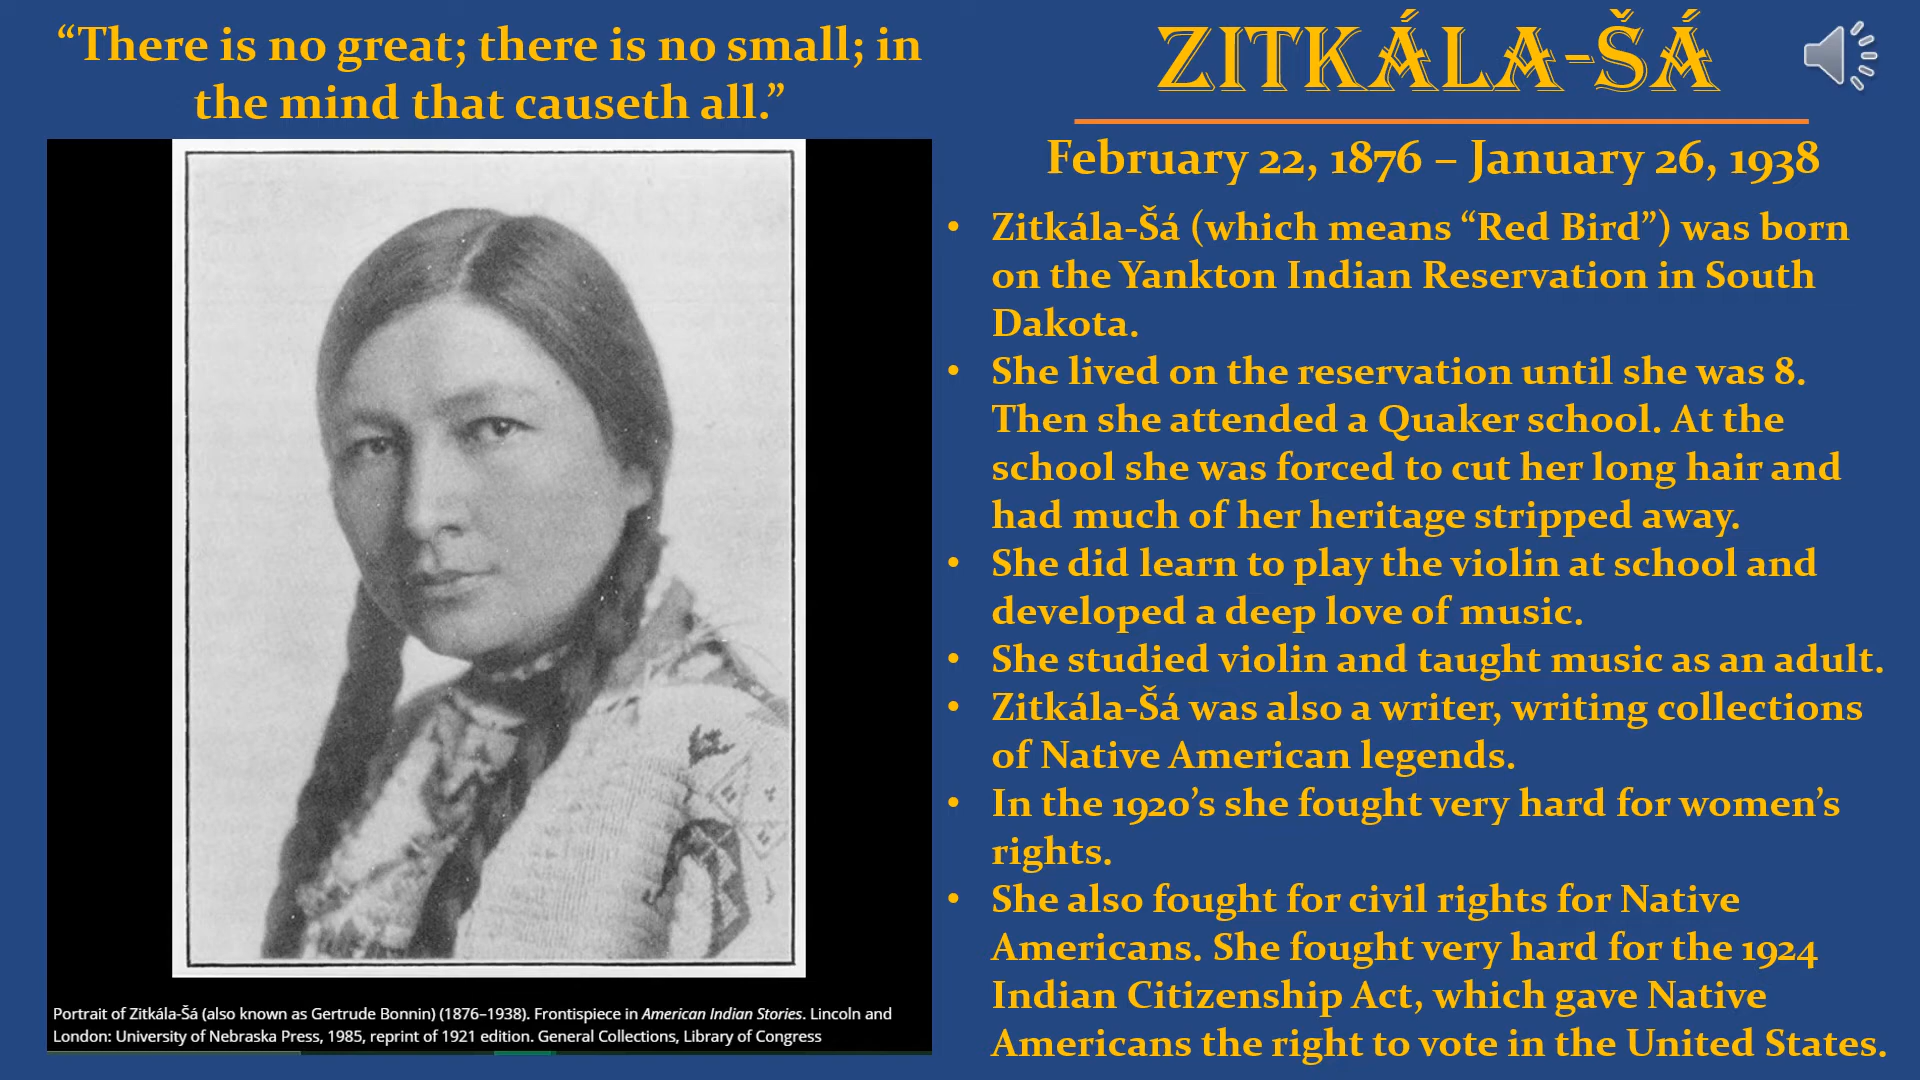 “There is no great; there is no small; in
the mind that causeth all.”
Portrait of Zitkála-Šá (also known as Gertrude Bonnin) (1876–1938). Frontispiece in American Indian Stories. Lincoln and
London: University of Nebraska Press, 1985, reprint of 1921 edition. General Collections, Library of Congress
ZITKÁLA-ŠÁ
February 22, 1876 – January 26, 1938
• Zitkála-Šá (which means “Red Bird”) was born
on the Yankton Indian Reservation in South
Dakota.
• She lived on the reservation until she was 8.
Then she attended a Quaker school. At the
school she was forced to cut her long hair and
had much of her heritage stripped away.
• She did learn to play the violin at school and
developed a deep love of music.
• She studied violin and taught music as an adult.
• Zitkála-Šá was also a writer, writing collections
of Native American legends.
• In the 1920’s she fought very hard for women’s
rights.
• She also fought for civil rights for Native
Americans. She fought very hard for the 1924
Indian Citizenship Act, which gave Native
Americans the right to vote in the United States.